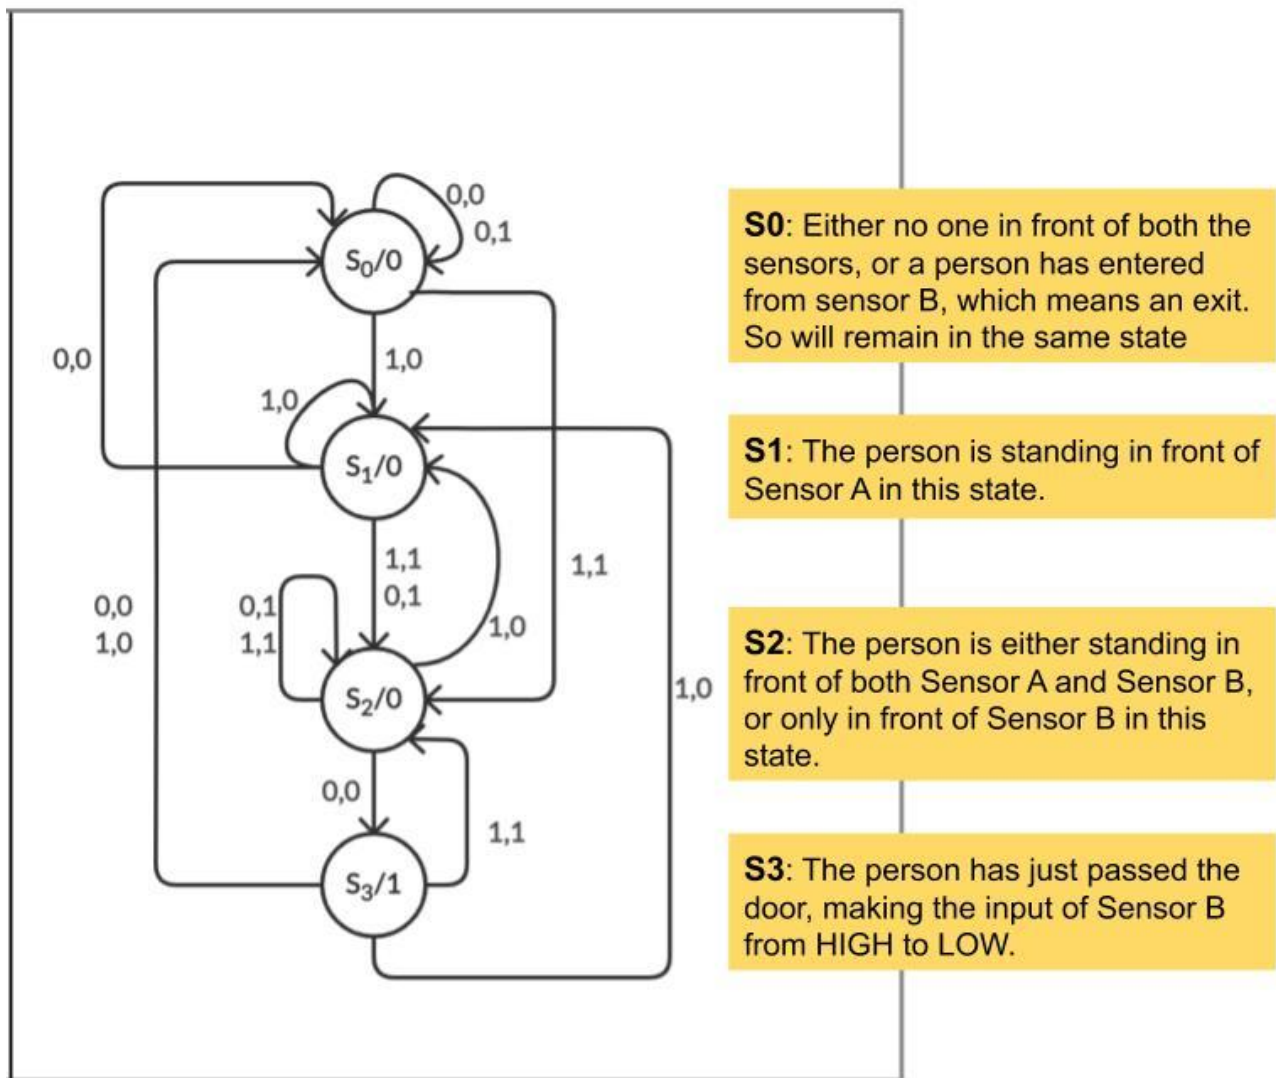 0,0
0,1
S0/0
0,0
1,0
1,0
S1/0
1,1
0,1
1,1
0,0
1,0
0,1
1,1
1,0
S2/0
1,0
0,0
1,1
S3/1
S0: Either no one in front of both the
sensors, or a person has entered
from sensor B, which means an exit.
So will remain in the same state
S1: The person is standing in front of
Sensor A in this state.
S2: The person is either standing in
front of both Sensor A and Sensor B,
or only in front of Sensor B in this
state.
S3: The person has just passed the
door, making the input of Sensor B
from HIGH to LOW.